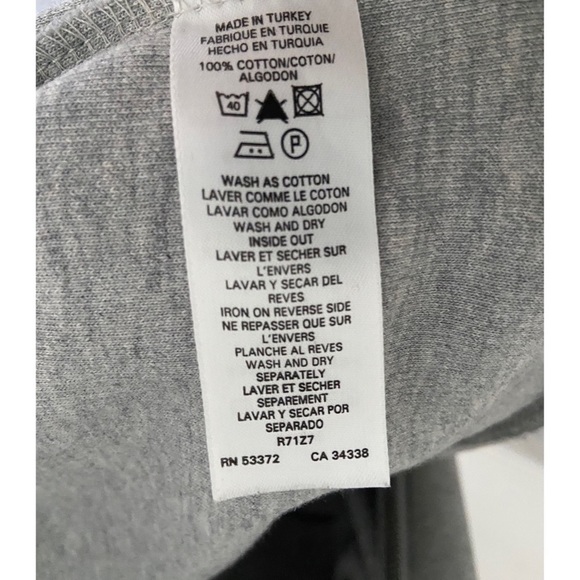 MADE IN TURKEY
FABRIQUE EN TURQUIE
HECHO EN TURQUIA
100% COTTON/COTON/
ALGODON
40
P
WASH AS COTTON
LAVER COMME LE COTON
LAVAR COMO ALGODON
WASH AND DRY
INSIDE OUT
LAVER ET SECHER SUR
L'ENVERS
LAVAR Y SECAR DEL
REVES
IRON ON REVERSE SIDE
NE REPASSER QUE SUR
L'ENVERS
PLANCHE AL REVES
WASH AND DRY
SEPARATELY
LAVER ET SECHER
SEPAREMENT
LAVAR Y SECAR POR
SEPARADO
R71Z7
RN 53372 CA 34338